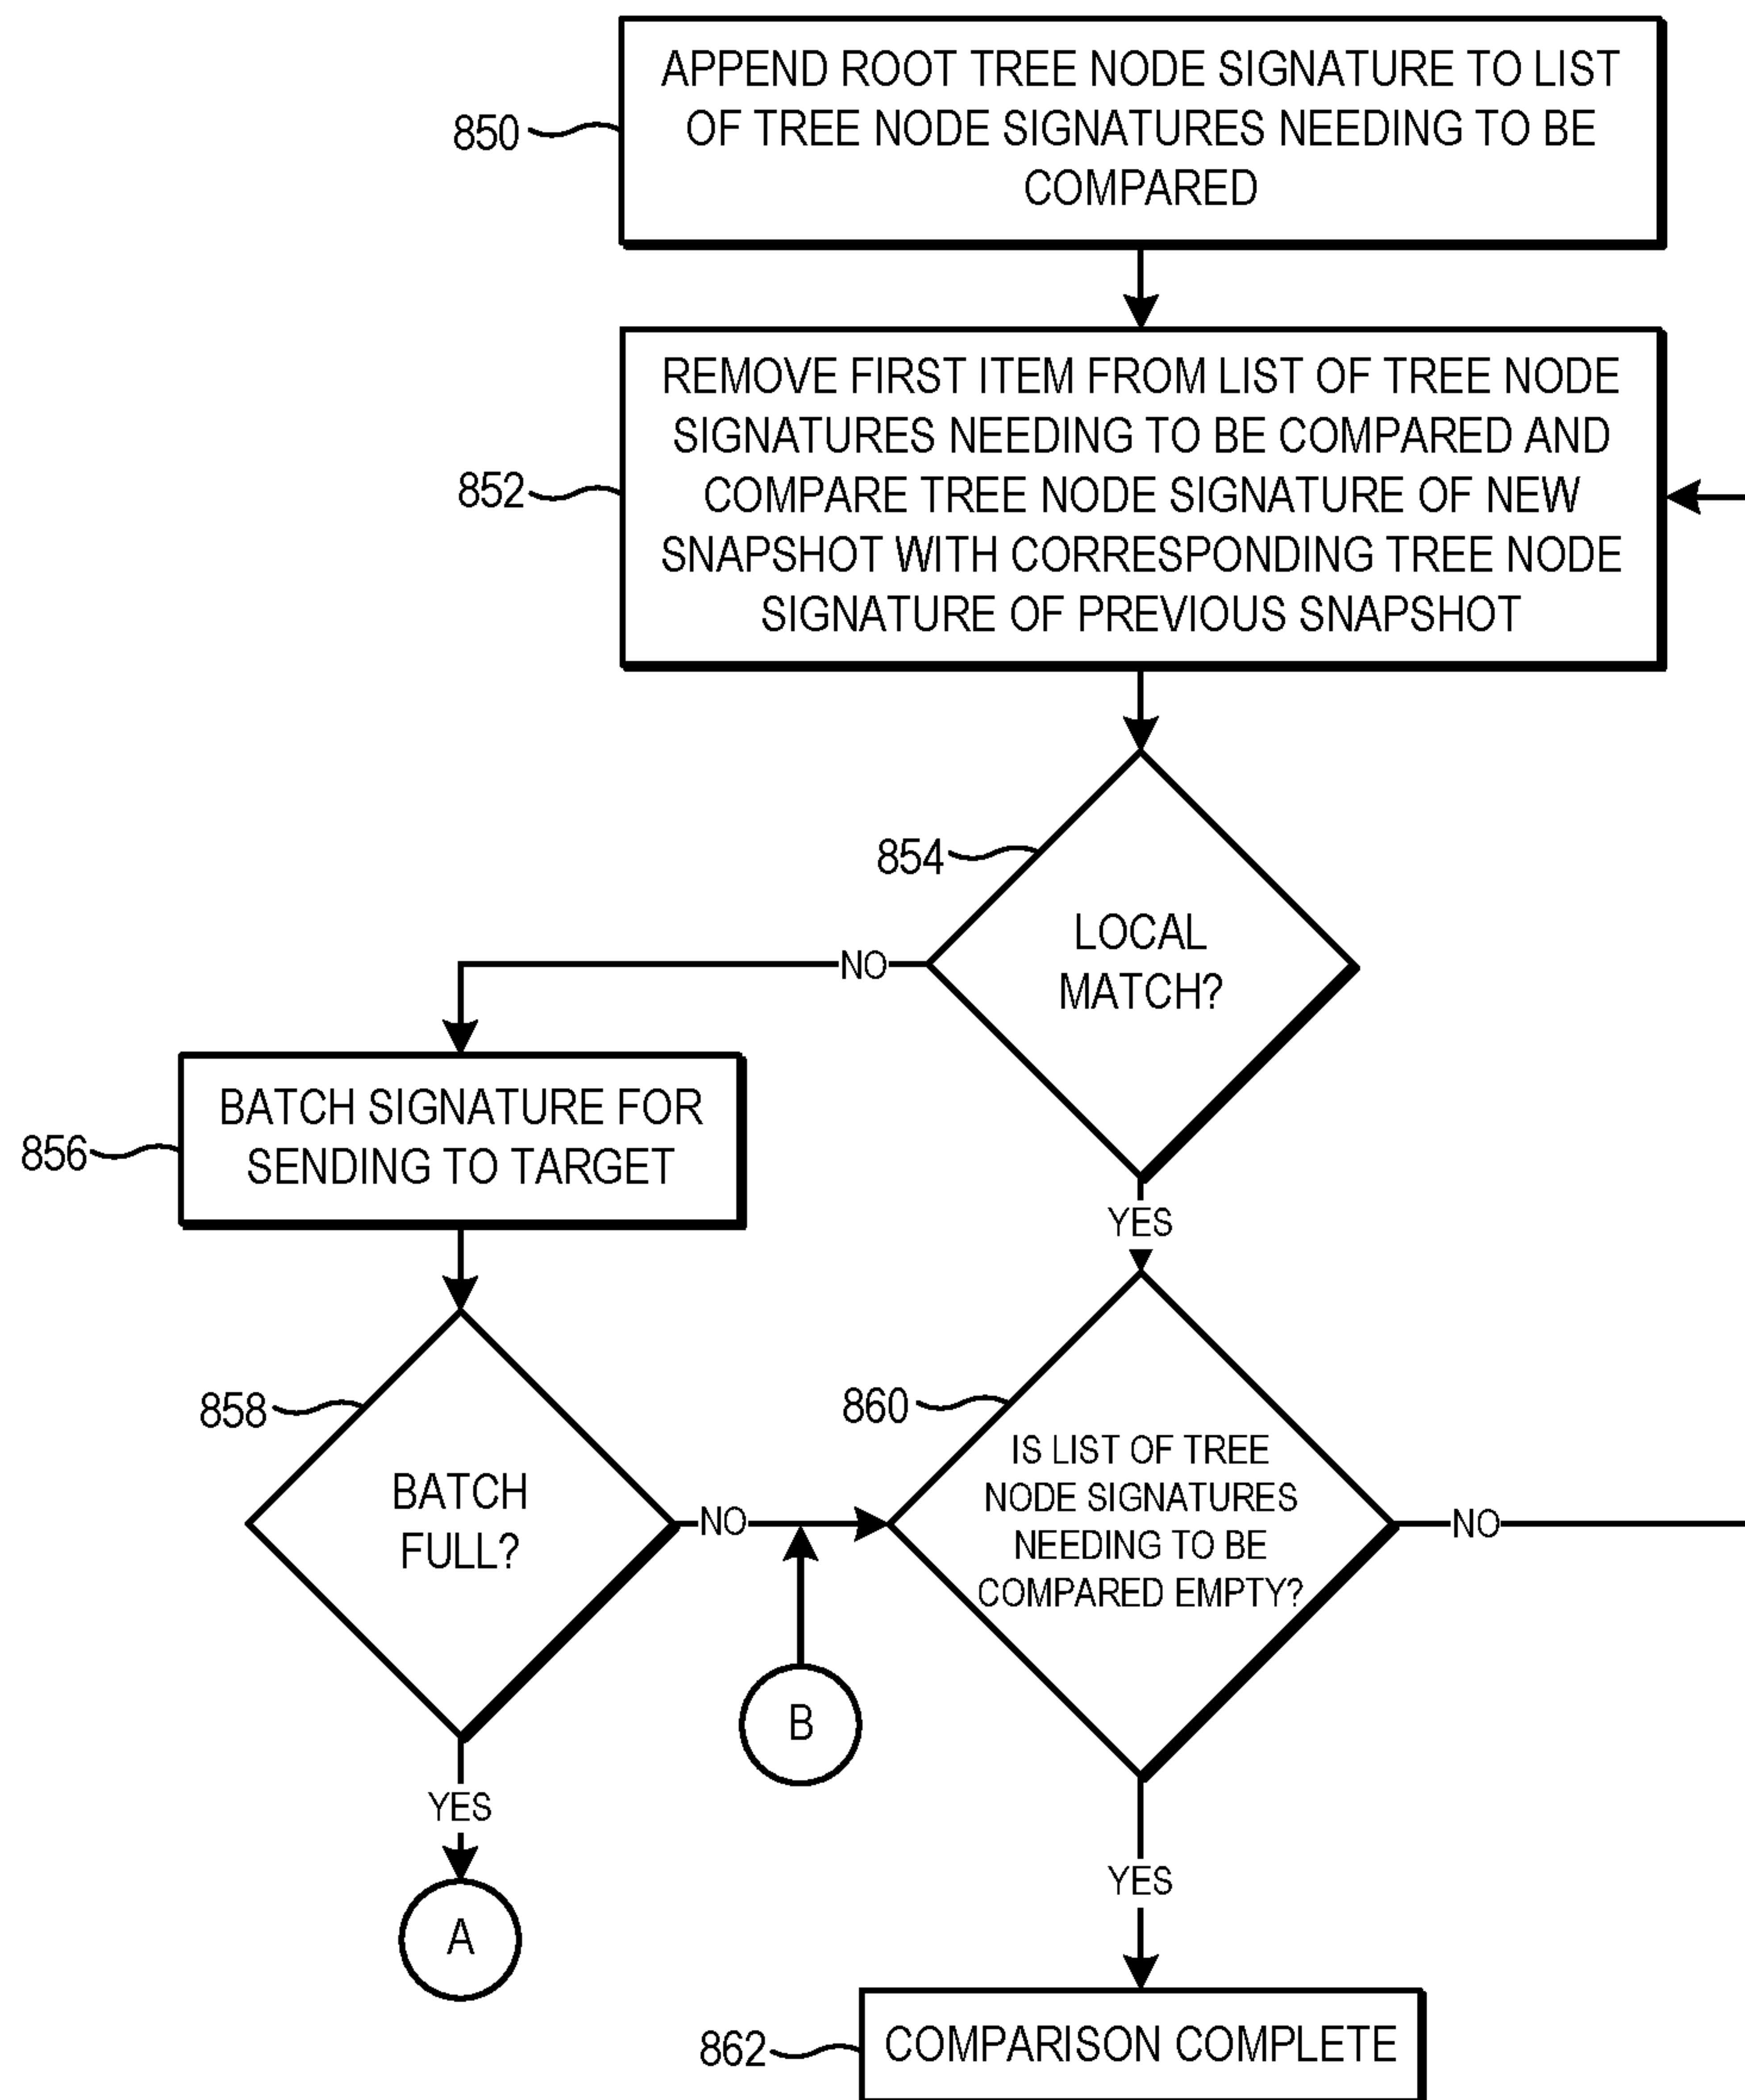 850
APPEND ROOT TREE NODE SIGNATURE TO LIST
OF TREE NODE SIGNATURES NEEDING TO BE
COMPARED
852
REMOVE FIRST ITEM FROM LIST OF TREE NODE
SIGNATURES NEEDING TO BE COMPARED AND
COMPARE TREE NODE SIGNATURE OF NEW
SNAPSHOT WITH CORRESPONDING TREE NODE
SIGNATURE OF PREVIOUS SNAPSHOT
854
LOCAL
MATCH?
NO
YES
856
BATCH SIGNATURE FOR
SENDING TO TARGET
858
BATCH
FULL?
NO
YES
A
B
860
IS LIST OF TREE
NODE SIGNATURES
NEEDING TO BE
COMPARED EMPTY?
NO
YES
862
COMPARISON COMPLETE